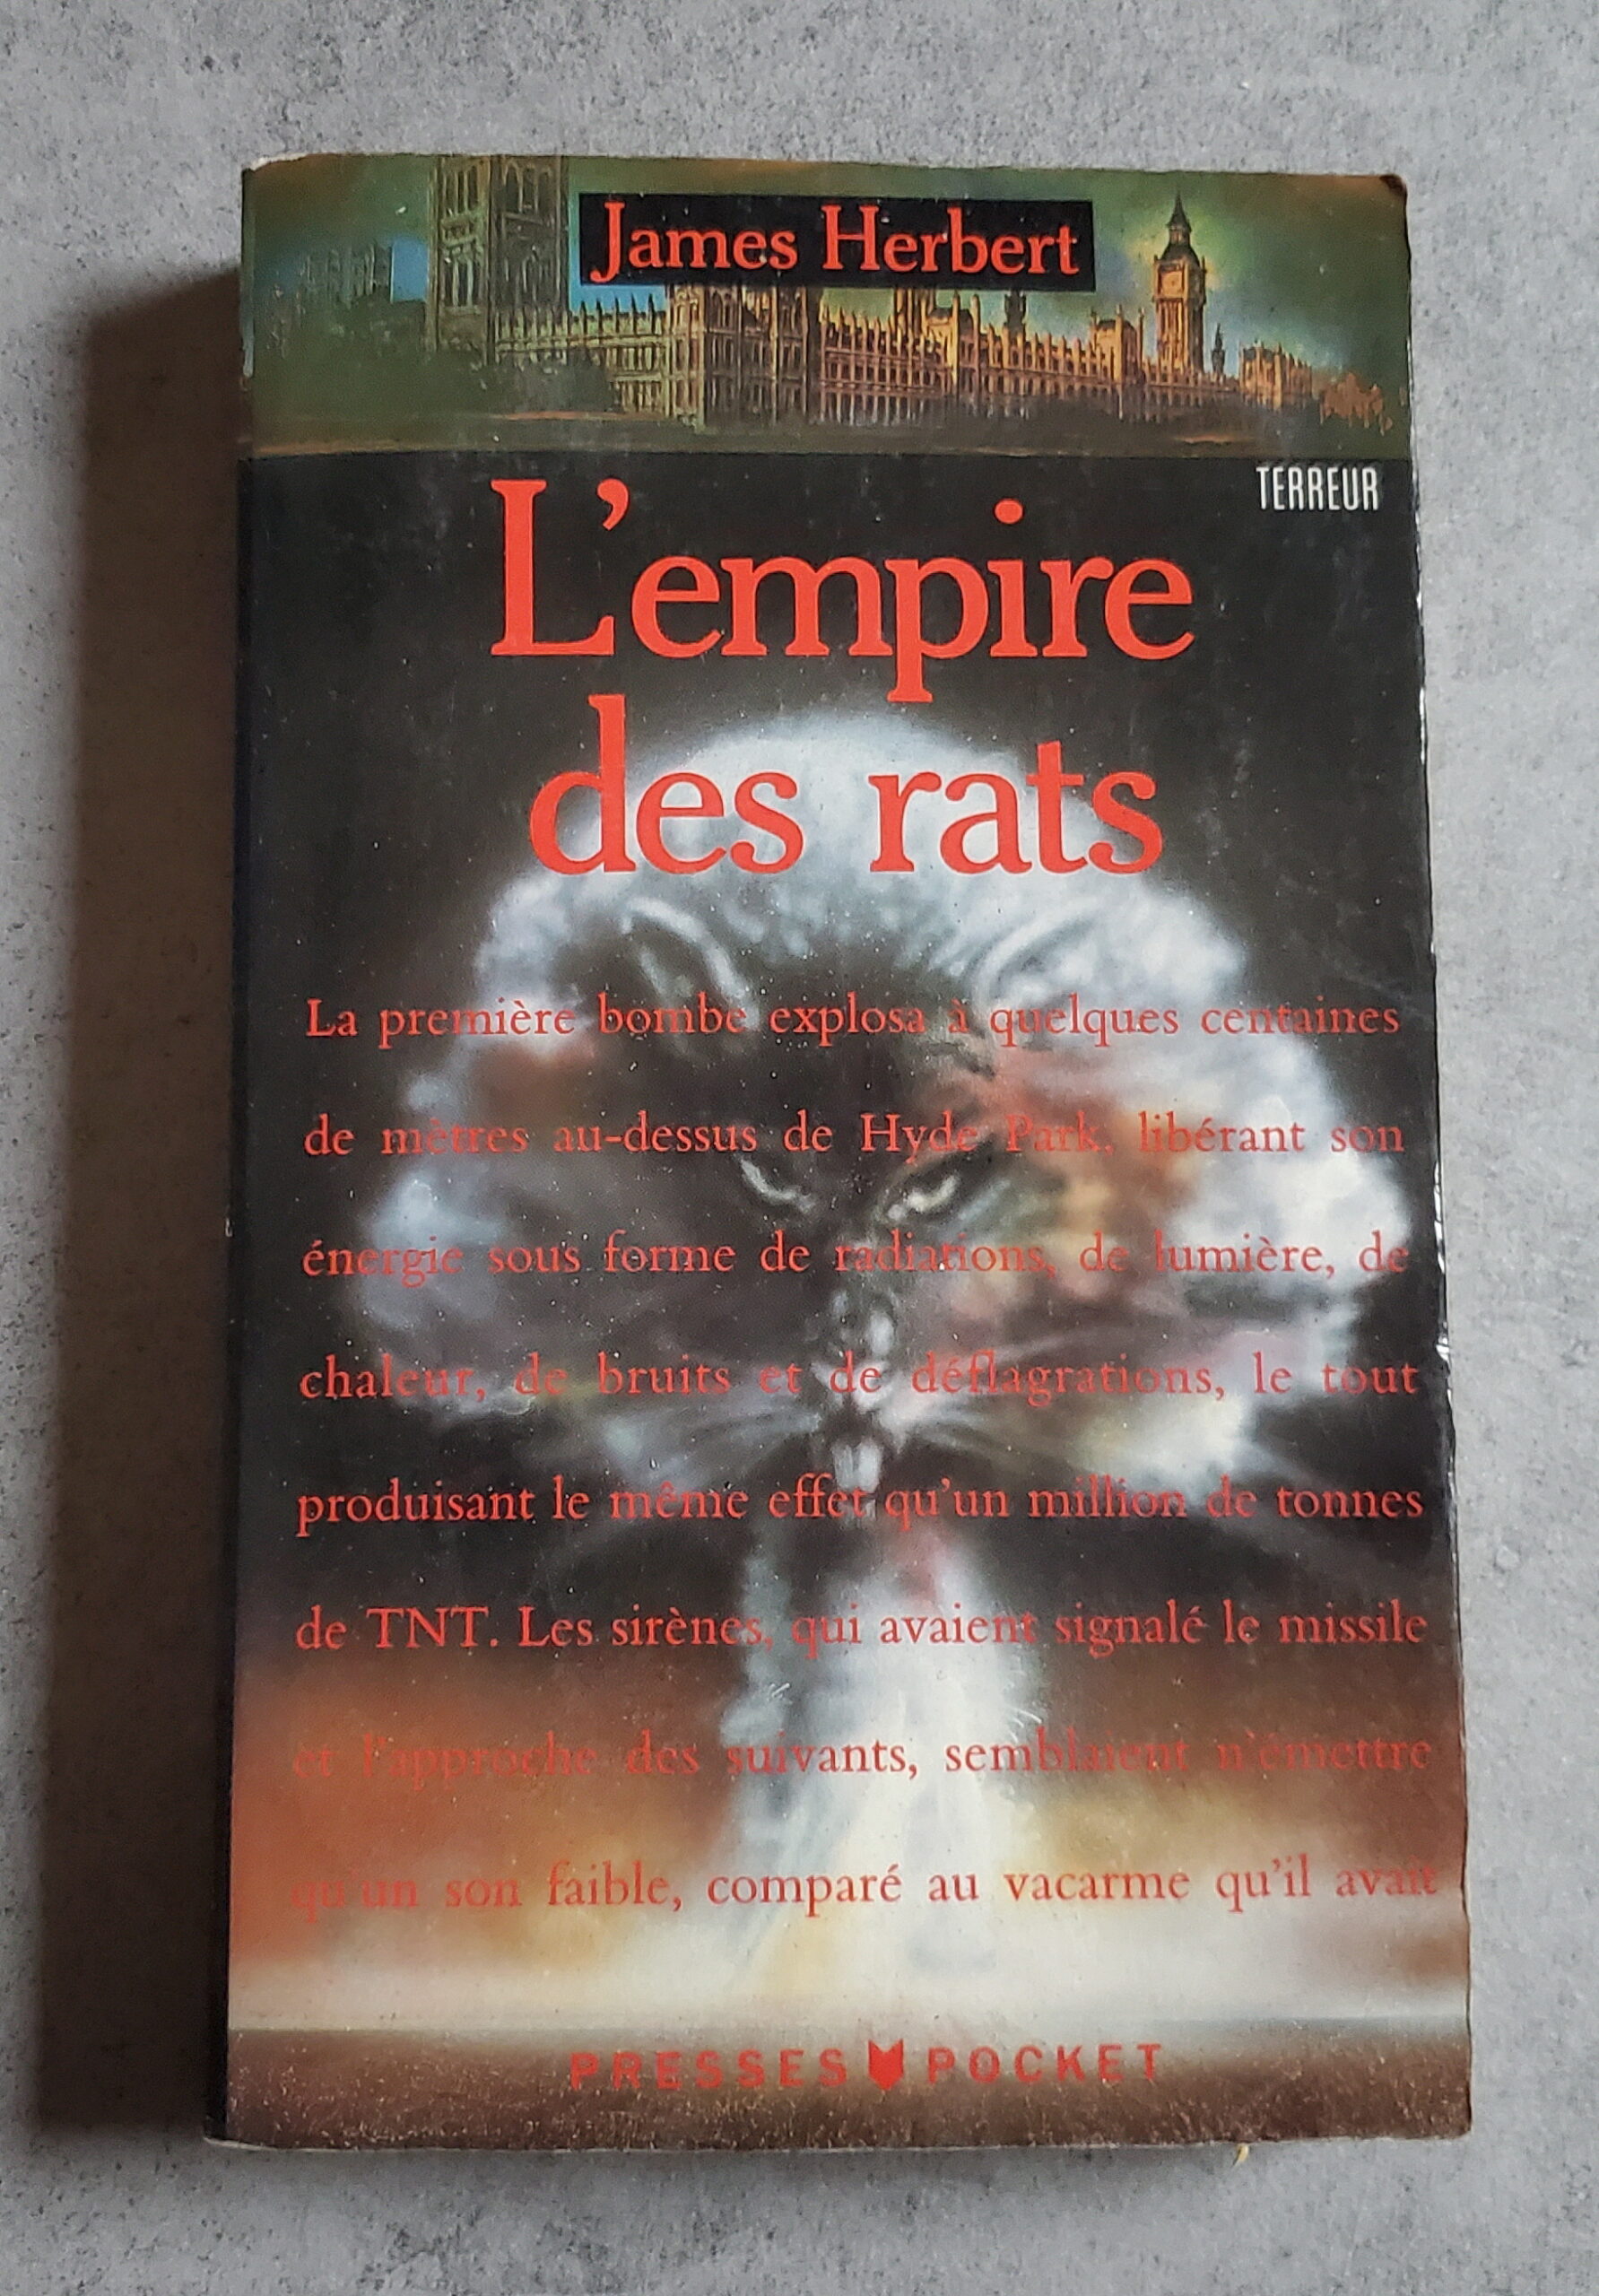 James Herbert
TERREUR
L'empire
des rats
La première bombe explosa à quelques centaines
de mètres au-dessus de Hyde Park, libérant son
énergie sous forme de radiations, de lumière, de
chaleur, de bruits et de déflagrations, le tout
produisant le même effet qu'un million de tonnes
de TNT. Les sirènes, qui avaient signalé le missile
et l'approche des suivants, semblaient n'émettre
qu'un son faible, comparé au vacarme qu'il avait
PRESSES POCKET